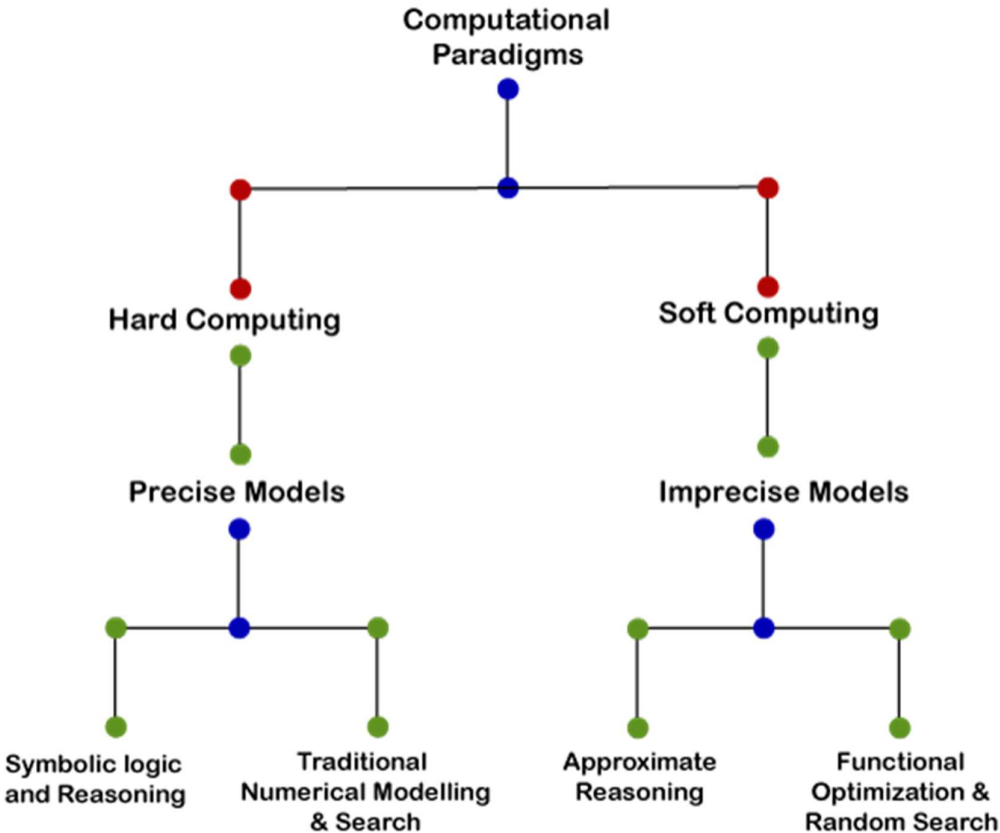 Computational
Paradigms
Hard Computing
Soft Computing
Precise Models
Imprecise Models
Symbolic logic
and Reasoning
Traditional
Numerical Modelling
& Search
Approximate
Reasoning
Functional
Optimization &
Random Search